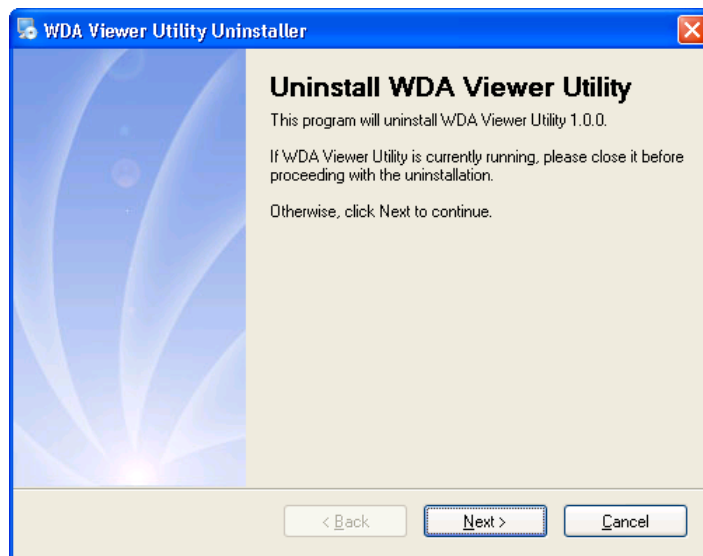 WDA Viewer Utility Uninstaller
Uninstall WDA Viewer Utility
This program will uninstall WDA Viewer Utility 1.0.0.
If WDA Viewer Utility is currently running, please close it before
proceeding with the uninstallation.
Otherwise, click Next to continue.
< Back
Next >
Cancel